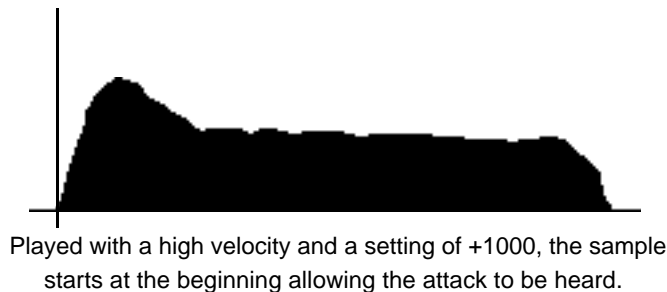 Played with a high velocity and a setting of +1000, the sample
starts at the beginning allowing the attack to be heard.